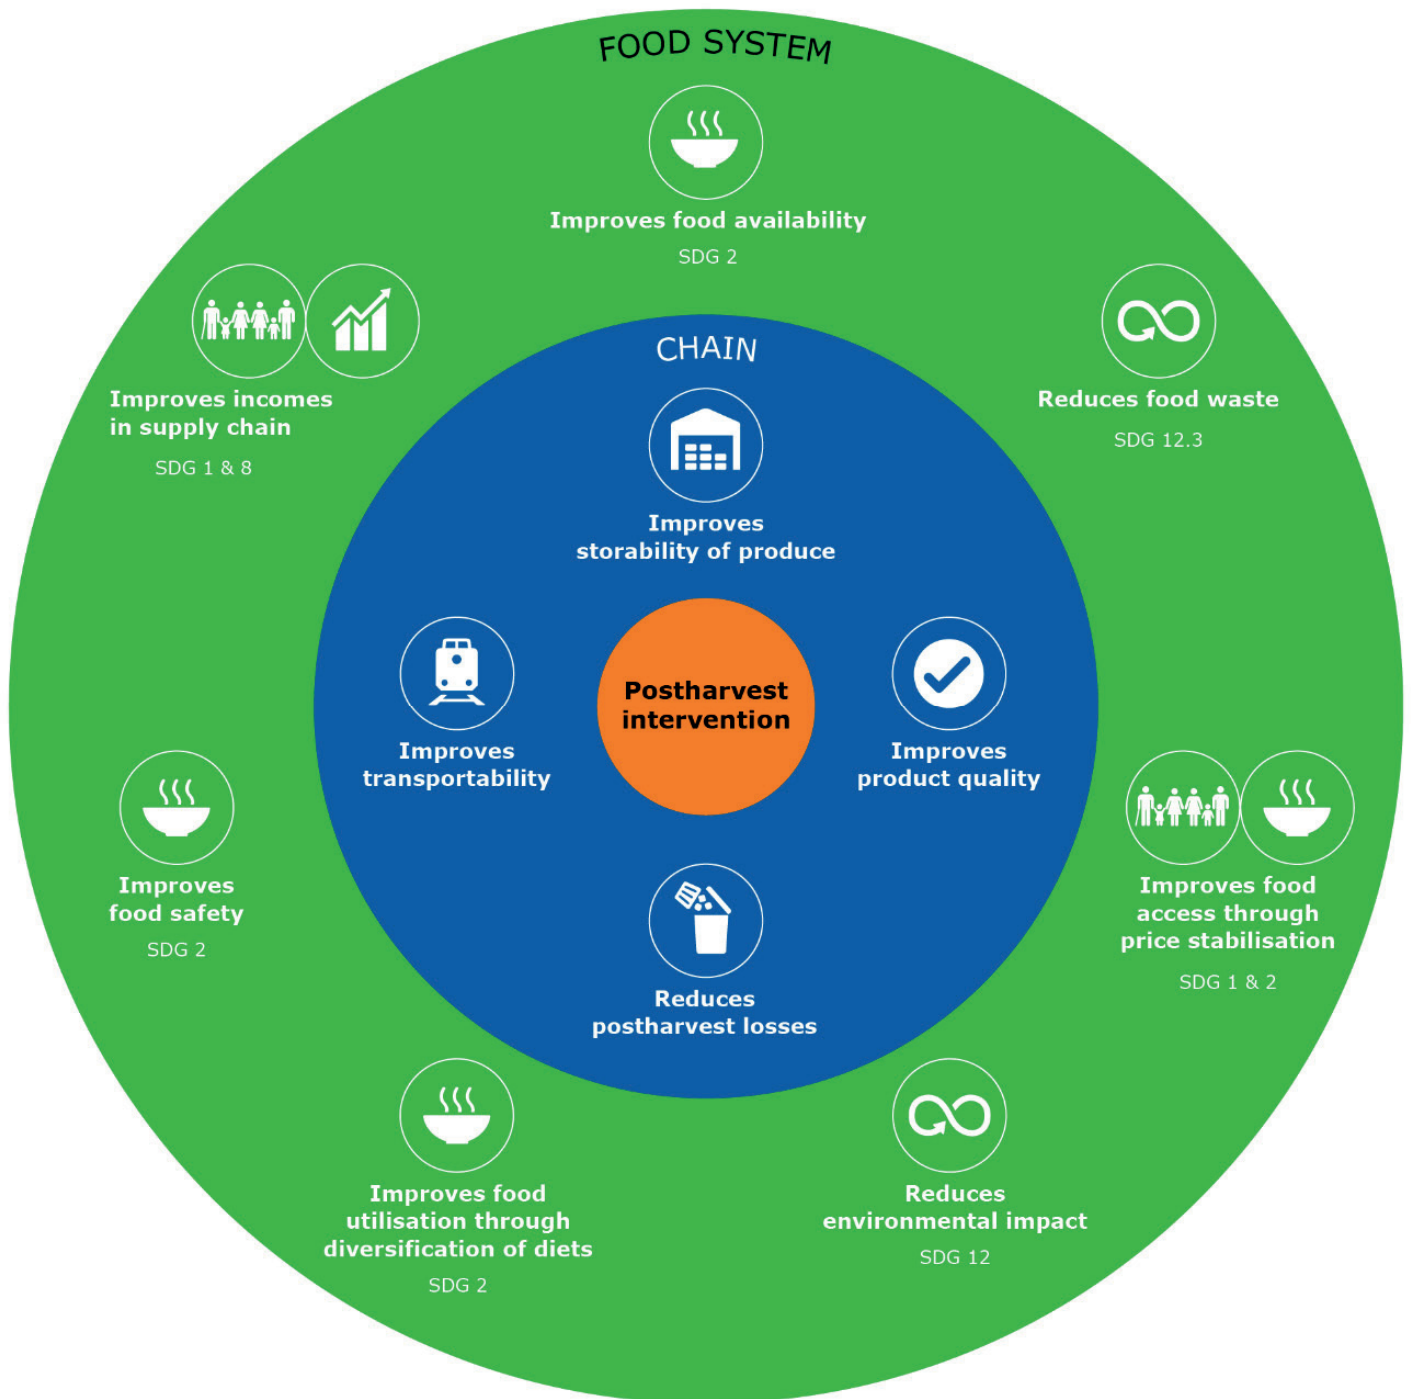 FOOD SYSTEM
Improves food availability
SDG 2
Improves incomes
in supply chain
SDG 1 & 8
Reduces food waste
SDG 12.3
CHAIN
Improves
storability of produce
Postharvest
intervention
Improves
transportability
Improves
product quality
Reduces
postharvest losses
Improves
food safety
SDG 2
Improves food
access through
price stabilisation
SDG 1 & 2
Improves food
utilisation through
diversification of diets
SDG 2
Reduces
environmental impact
SDG 12